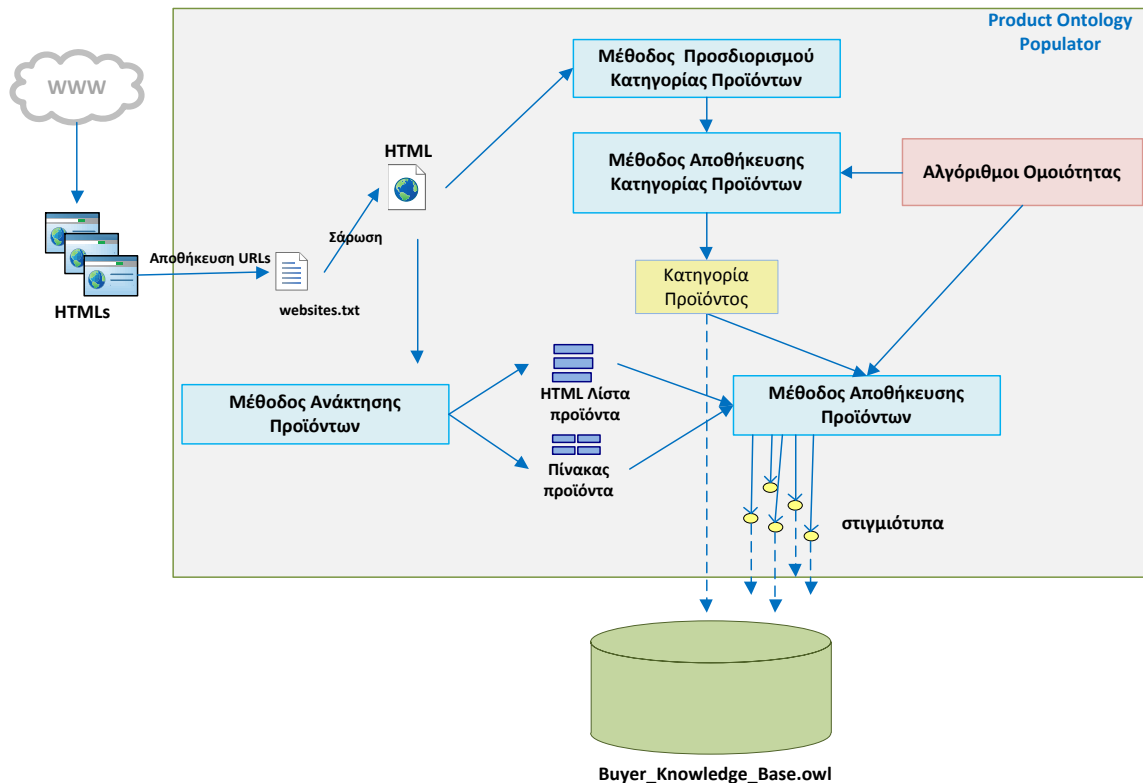 Product Ontology
Populator
WWW
Μέθοδος Προσδιορισμού
Κατηγορίας Προϊόντων
HTML
Μέθοδος Αποθήκευσης
Κατηγορίας Προϊόντων
Αλγόριθμοι Ομοιότητας
Σάρωση
Αποθήκευση URLs
HTMLs
websites.txt
Κατηγορία
Προϊόντος
Μέθοδος Ανάκτησης
Προϊόντων
HTML Λίστα
προϊόντα
Μέθοδος Αποθήκευσης
Προϊόντων
Πίνακας
προϊόντα
στιγμιότυπα
Buyer_Knowledge_Base.owl